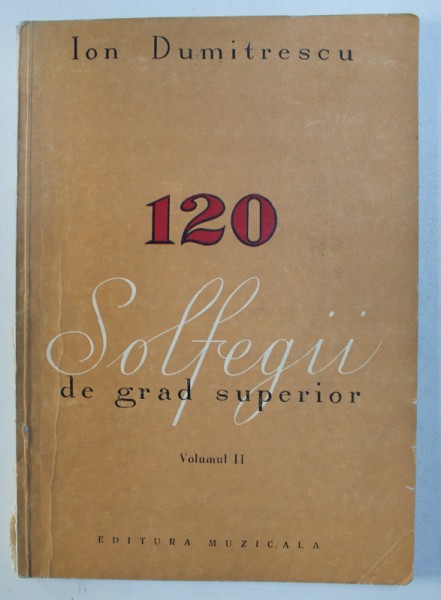 Ion Dumitrescu
120
Solfegii
de grad superior
Volumul II
EDITURA MUZICALA